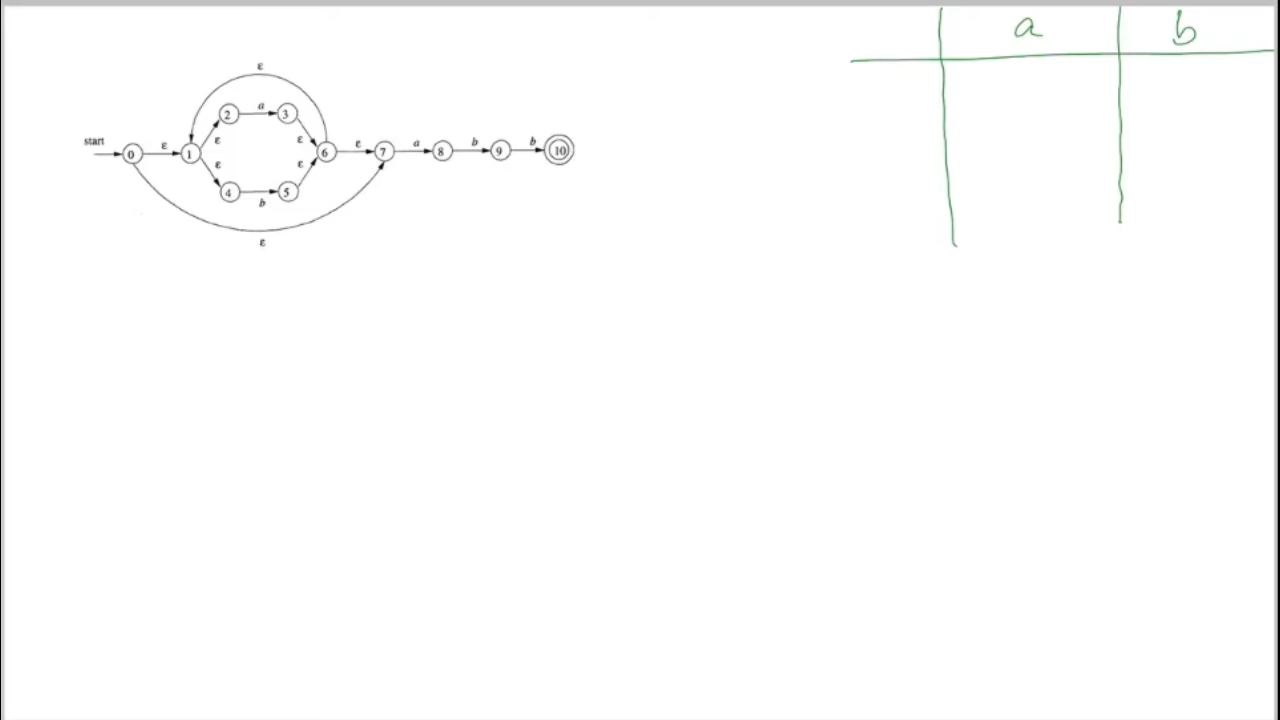 a b
ε
2 a 3
start 0 ε 1 ε ε 6 ε 7 a 8 b 9 b 10
ε ε
4 b 5
ε